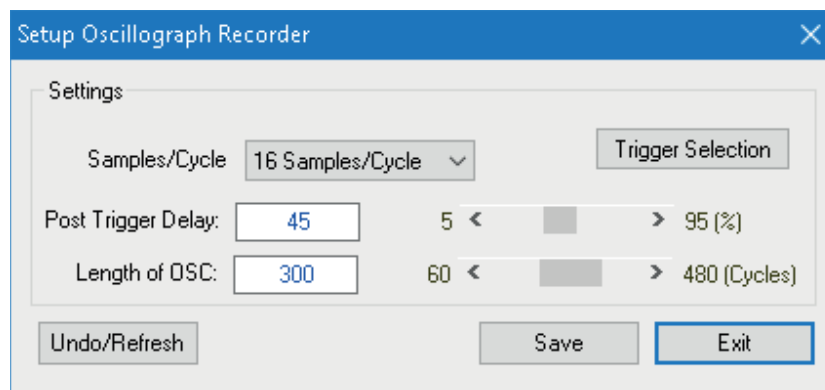 Setup Oscillograph Recorder
Settings
Samples/Cycle 16 Samples/Cycle Trigger Selection
Post Trigger Delay: 45 5 95 (%)
Length of OSC: 300 60 480 (Cycles)
Undo/Refresh Save Exit